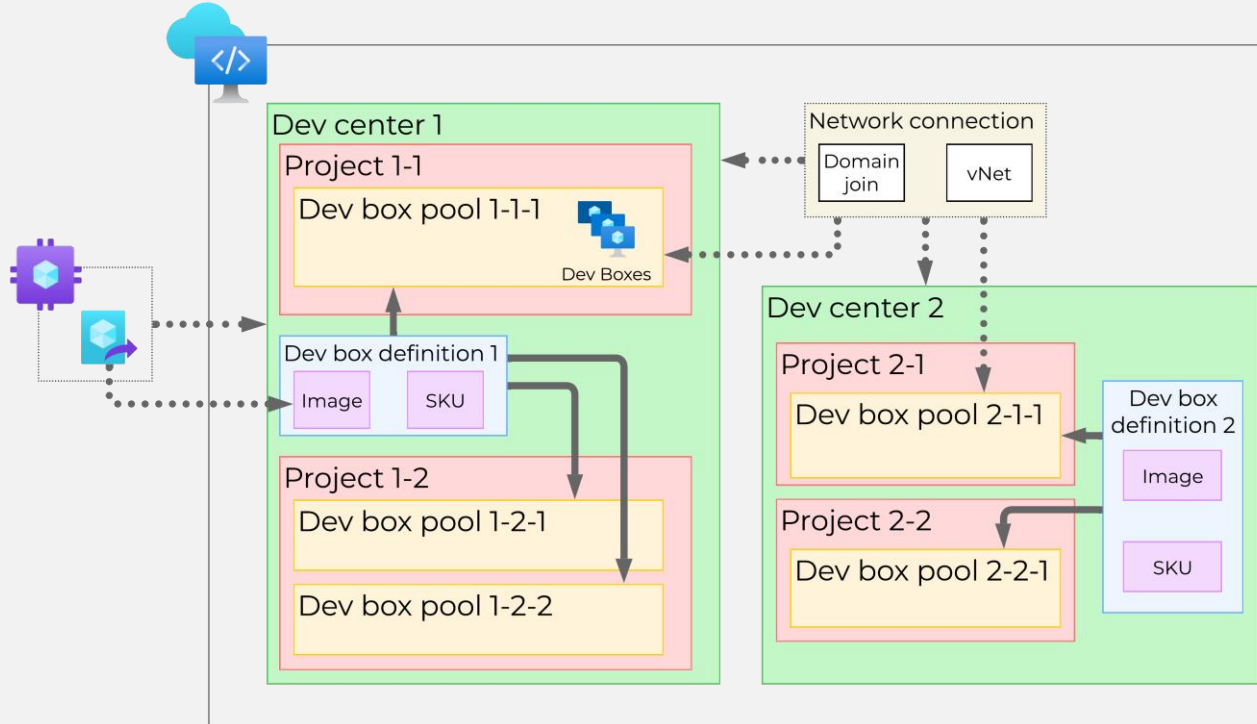 Dev center 1
Project 1-1
Dev box pool 1-1-1
Dev Boxes
Dev box definition 1
Image
SKU
Project 1-2
Dev box pool 1-2-1
Dev box pool 1-2-2
Network connection
Domain
join
vNet
Dev center 2
Project 2-1
Dev box pool 2-1-1
Project 2-2
Dev box pool 2-2-1
Dev box
definition 2
Image
SKU